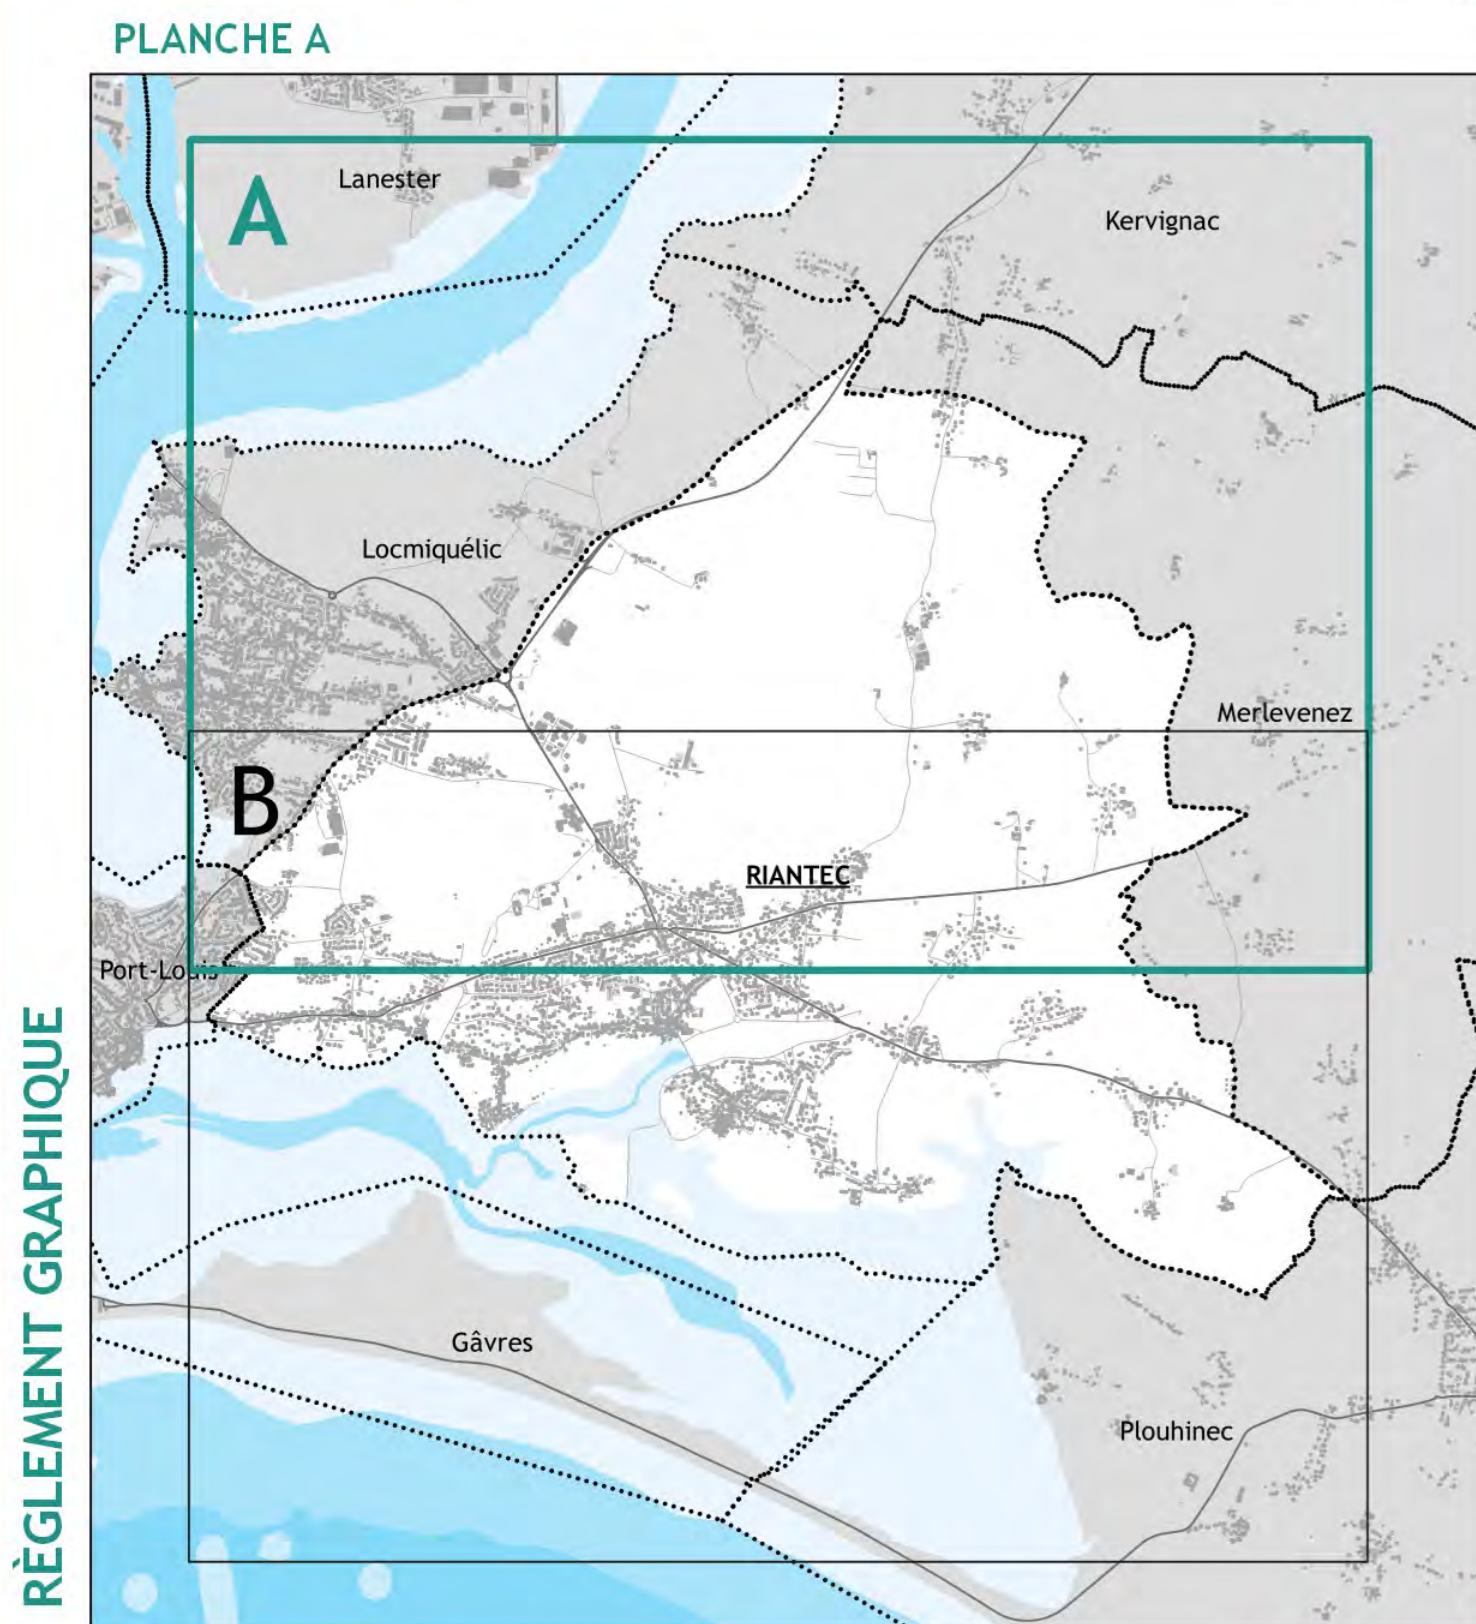 PLANCHE A
Lanester
A
Kervignac
Locmiquélic
Merlevenez
B
RIANTEC
Port-Louis
RÈGLEMENT GRAPHIQUE
Gâvres
Plouhinec